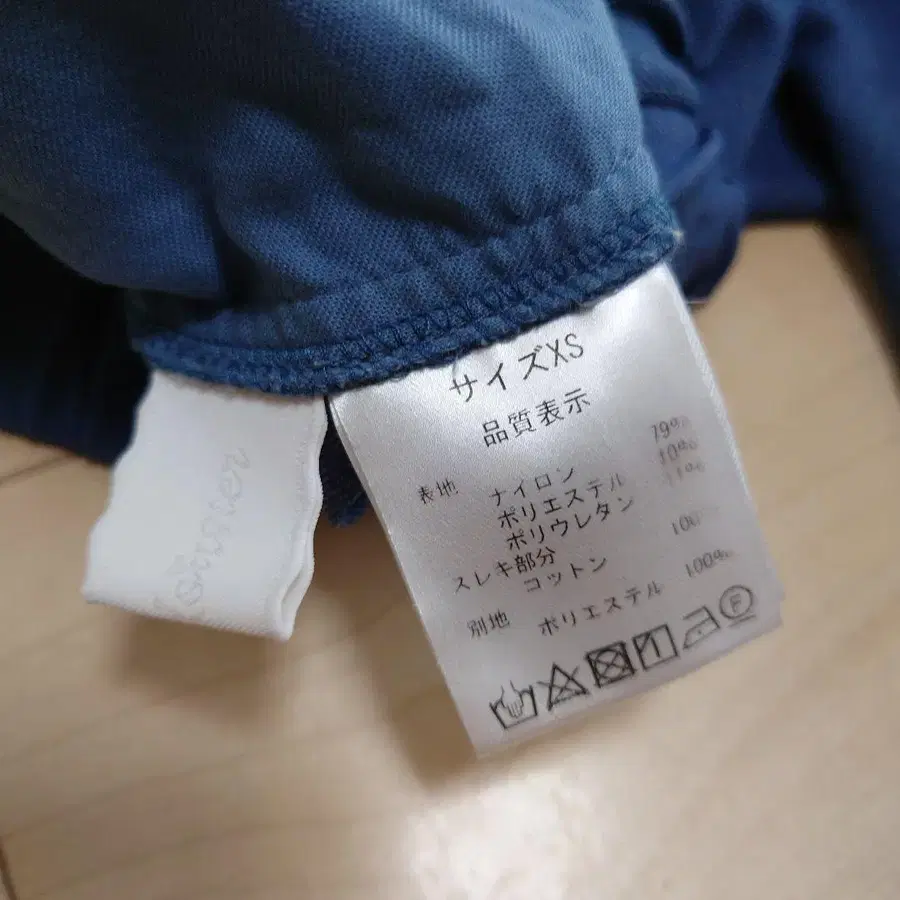 サイズXS
品質表示
表地 ナイロン 79%
ポリエステル 10%
ポリウレタン 11%
スレキ部分
コットン
別地 ポリエステル 100%
F